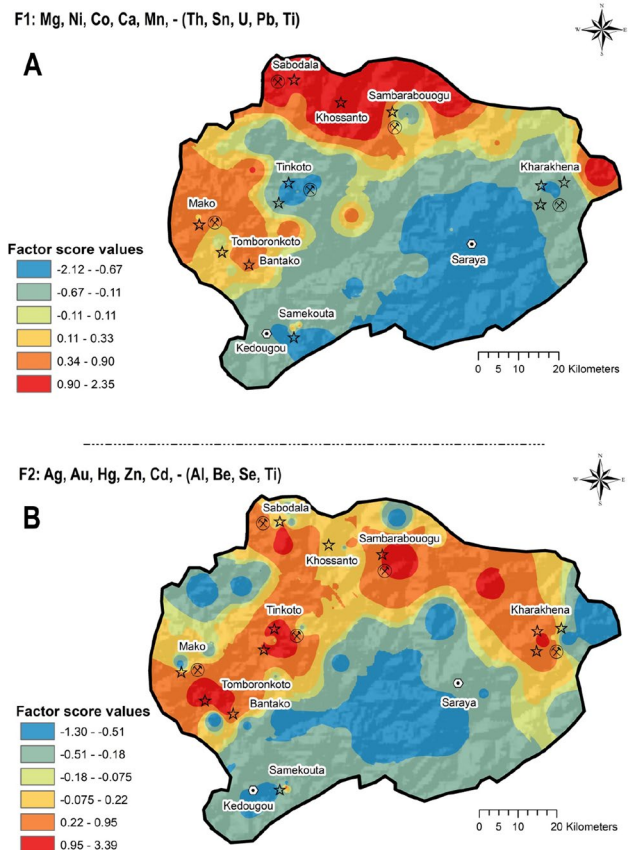 F1: Mg, Ni, Co, Ca, Mn, - (Th, Sn, U, Pb, Ti)
N
W E
S
A
Sabodala
Sambarabouogu
Khossanto
Tinkoto
Kharakhena
Mako
Tomboronkoto
Bantako
Saraya
Samekouta
Kedougou
Factor score values
-2.12 - -0.67
-0.67 - -0.11
-0.11 - 0.11
0.11 - 0.33
0.34 - 0.90
0.90 - 2.35
0 5 10 20 Kilometers
F2: Ag, Au, Hg, Zn, Cd, - (Al, Be, Se, Ti)
N
W E
S
B
Sabodala
Sambarabouogu
Khossanto
Tinkoto
Kharakhena
Mako
Tomboronkoto
Bantako
Saraya
Samekouta
Kedougou
Factor score values
-1.30 - -0.51
-0.51 - -0.18
-0.18 - -0.075
-0.075 - 0.22
0.22 - 0.95
0.95 - 3.39
0 5 10 20 Kilometers